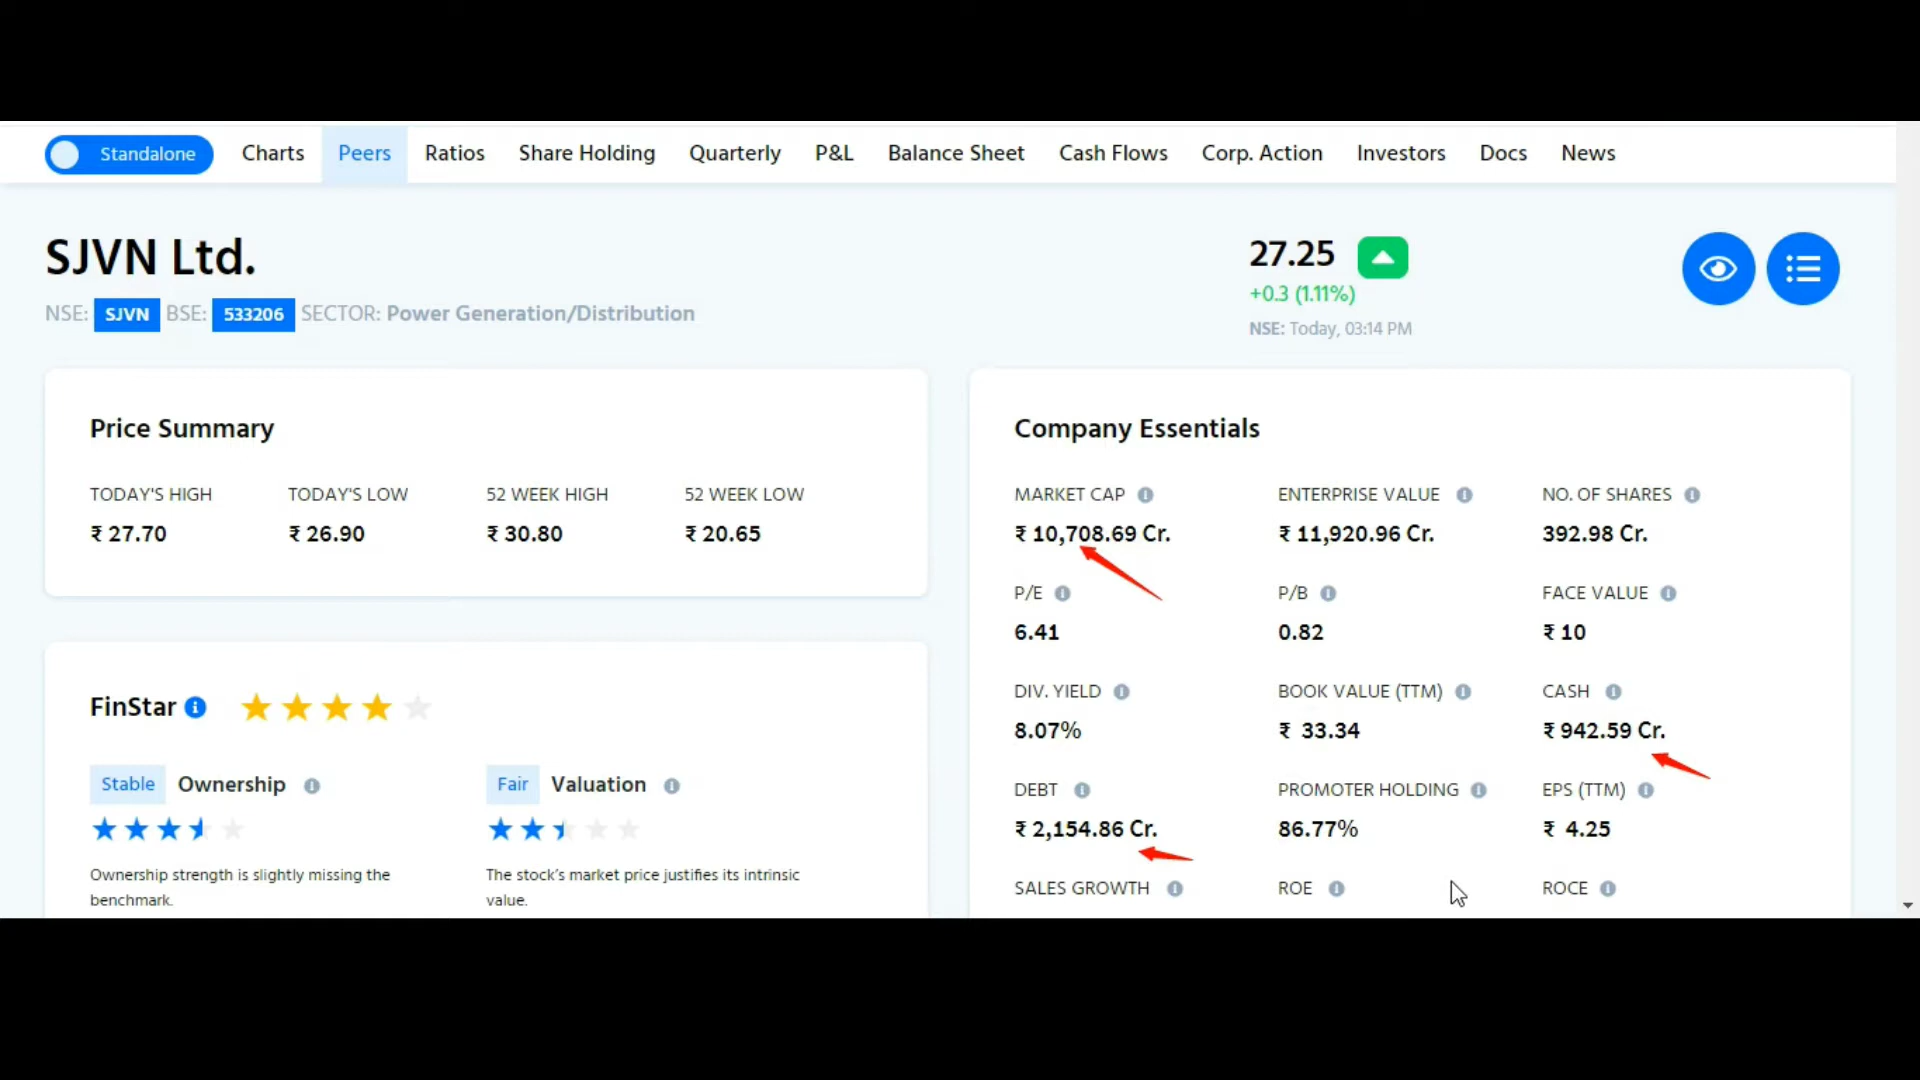 Standalone Charts Peers Ratios Share Holding Quarterly P&L Balance Sheet Cash Flows Corp. Action Investors Docs News
SJVN Ltd.
NSE: SJVN BSE: 533206 SECTOR: Power Generation/Distribution
27.25
+0.3 (1.11%)
NSE: Today, 03:14 PM
Price Summary
TODAY'S HIGH TODAY'S LOW 52 WEEK HIGH 52 WEEK LOW
₹ 27.70 ₹ 26.90 ₹ 30.80 ₹ 20.65
FinStar
Stable Ownership
Ownership strength is slightly missing the
benchmark.
Fair Valuation
The stock's market price justifies its intrinsic
value.
Company Essentials
MARKET CAP ENTERPRISE VALUE NO. OF SHARES
₹ 10,708.69 Cr. ₹ 11,920.96 Cr. 392.98 Cr.
P/E P/B FACE VALUE
6.41 0.82 ₹ 10
DIV. YIELD BOOK VALUE (TTM) CASH
8.07% ₹ 33.34 ₹ 942.59 Cr.
DEBT PROMOTER HOLDING EPS (TTM)
₹ 2,154.86 Cr. 86.77% ₹ 4.25
SALES GROWTH ROE ROCE